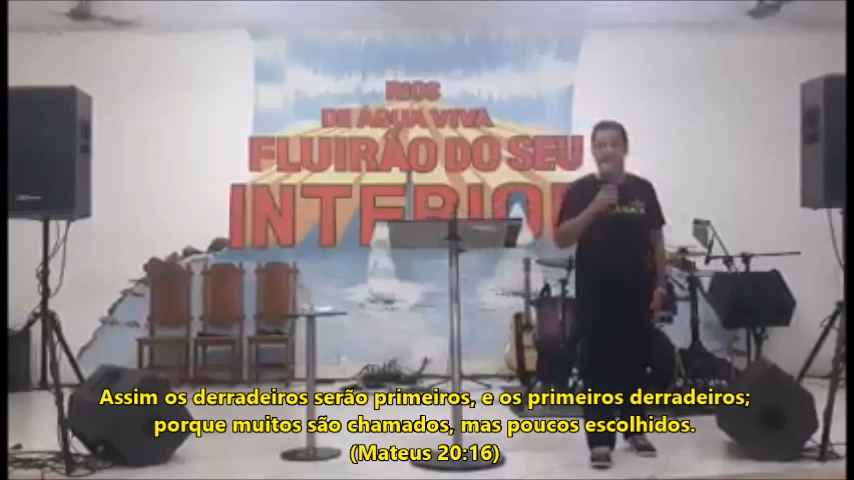 RIOS
DE ÁGUA VIVA
FLUIRÃO DO SEU
INTERIOR
Assim os derradeiros serão primeiros, e os primeiros derradeiros;
porque muitos são chamados, mas poucos escolhidos.
(Mateus 20:16)